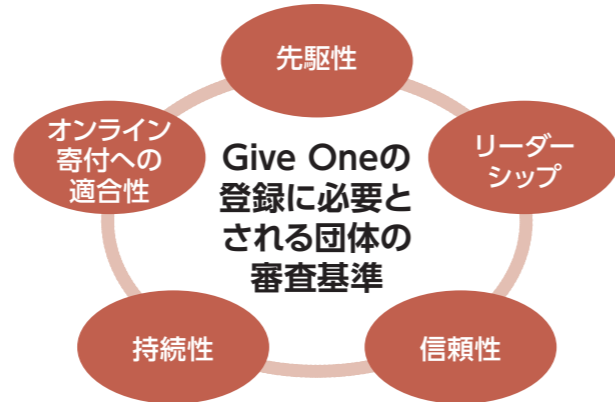 先駆性
オンライン
寄付への
適合性
Give Oneの
登録に必要と
される団体の
審査基準
リーダー
シップ
持続性
信頼性